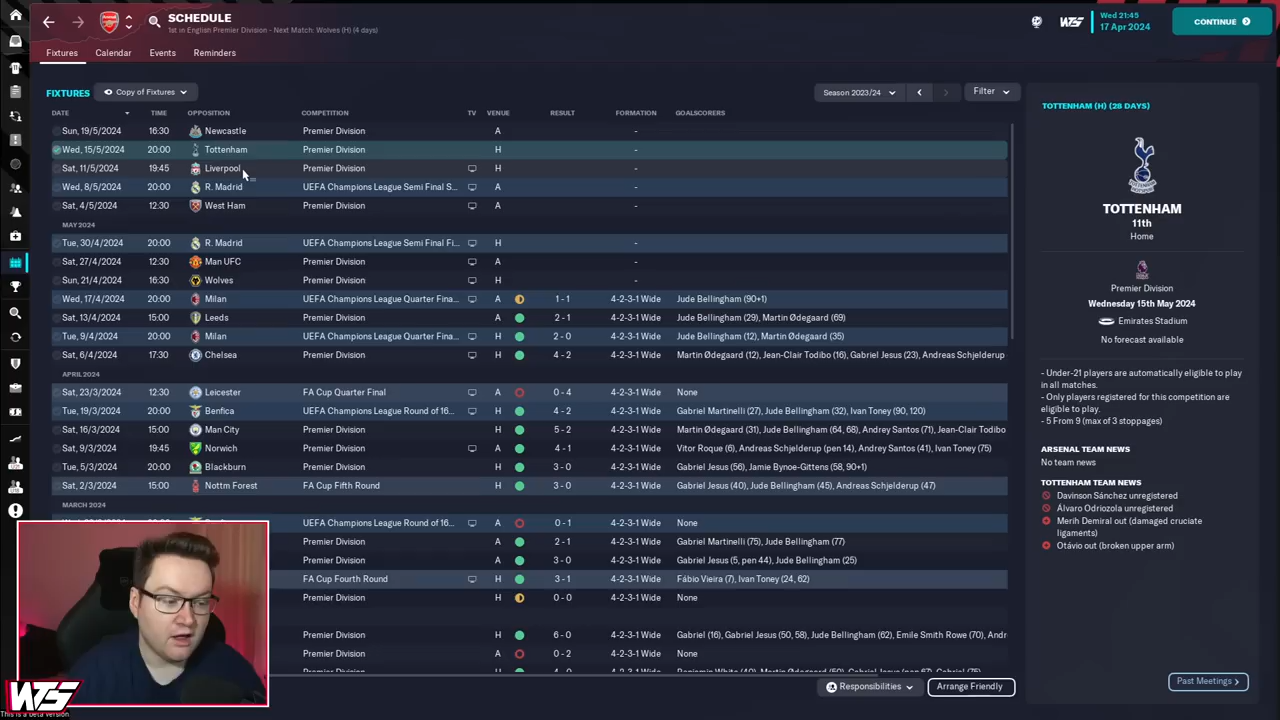 SCHEDULE
1st in English Premier Division - Next Match: Wolves (H) (4 days)
WTS
Wed 21:45
17 Apr 2024
CONTINUE
Fixtures Calendar Events Reminders
FIXTURES Copy of Fixtures Season 2023/24 Filter
DATE TIME OPPOSITION COMPETITION TV VENUE RESULT FORMATION GOALSCORERS
Sun, 19/5/2024 16:30 Newcastle Premier Division A -
Wed, 15/5/2024 20:00 Tottenham Premier Division H -
Sat, 11/5/2024 19:45 Liverpool Premier Division H -
Wed, 8/5/2024 20:00 R. Madrid UEFA Champions League Semi Final S... A -
Sat, 4/5/2024 12:30 West Ham Premier Division A -
MAY 2024
Tue, 30/4/2024 20:00 R. Madrid UEFA Champions League Semi Final Fi... H -
Sat, 27/4/2024 12:30 Man UFC Premier Division A -
Sun, 21/4/2024 16:30 Wolves Premier Division H -
Wed, 17/4/2024 20:00 Milan UEFA Champions League Quarter Fina... A 1 - 1 4-2-3-1 Wide Jude Bellingham (90+1)
Sat, 13/4/2024 15:00 Leeds Premier Division A 2 - 1 4-2-3-1 Wide Jude Bellingham (29), Martin Ødegaard (69)
Tue, 9/4/2024 20:00 Milan UEFA Champions League Quarter Fina... H 2 - 0 4-2-3-1 Wide Jude Bellingham (12), Martin Ødegaard (35)
Sat, 6/4/2024 17:30 Chelsea Premier Division H 4 - 2 4-2-3-1 Wide Martin Ødegaard (12), Jean-Clair Todibo (16), Gabriel Jesus (23), Andreas Schjelderup
APRIL 2024
Sat, 23/3/2024 12:30 Leicester FA Cup Quarter Final A 0 - 4 4-2-3-1 Wide None
Tue, 19/3/2024 20:00 Benfica UEFA Champions League Round of 16... H 4 - 2 4-2-3-1 Wide Gabriel Martinelli (27), Jude Bellingham (32), Ivan Toney (90, 120)
Sat, 16/3/2024 15:00 Man City Premier Division H 5 - 2 4-2-3-1 Wide Martin Ødegaard (31), Jude Bellingham (64, 68), Andrey Santos (71), Jean-Clair Todibo
Sat, 9/3/2024 19:45 Norwich Premier Division A 4 - 1 4-2-3-1 Wide Vitor Roque (6), Andreas Schjelderup (pen 14), Andrey Santos (41), Ivan Toney (75)
Tue, 5/3/2024 20:00 Blackburn Premier Division H 3 - 0 4-2-3-1 Wide Gabriel Jesus (56), Jamie Bynoe-Gittens (58, 90+1)
Sat, 2/3/2024 15:00 Nottm Forest FA Cup Fifth Round H 3 - 0 4-2-3-1 Wide Gabriel Jesus (40), Jude Bellingham (45), Andreas Schjelderup (47)
MARCH 2024
UEFA Champions League Round of 16... A 0 - 1 4-2-3-1 Wide None
Premier Division A 2 - 1 4-2-3-1 Wide Gabriel Martinelli (75), Jude Bellingham (77)
Premier Division A 3 - 0 4-2-3-1 Wide Gabriel Jesus (5, pen 44), Jude Bellingham (25)
FA Cup Fourth Round H 3 - 1 4-2-3-1 Wide Fábio Vieira (7), Ivan Toney (24, 62)
Premier Division H 0 - 0 4-2-3-1 Wide None
Premier Division H 6 - 0 4-2-3-1 Wide Gabriel (16), Gabriel Jesus (50, 58), Jude Bellingham (62), Emile Smith Rowe (70), And
Premier Division A 0 - 2 4-2-3-1 Wide None
Responsibilities Arrange Friendly
TOTTENHAM (H) (28 DAYS)
TOTTENHAM
11th
Home
Premier Division
Wednesday 15th May 2024
Emirates Stadium
No forecast available
- Under-21 players are automatically eligible to play
in all matches.
- Only players registered for this competition are
eligible to play.
- 5 From 9 (max of 3 stoppages)
ARSENAL TEAM NEWS
No team news
TOTTENHAM TEAM NEWS
Davinson Sánchez unregistered
Álvaro Odriozola unregistered
Merih Demiral out (damaged cruciate
ligaments)
Otávio out (broken upper arm)
Past Meetings
WTS
This is a beta version